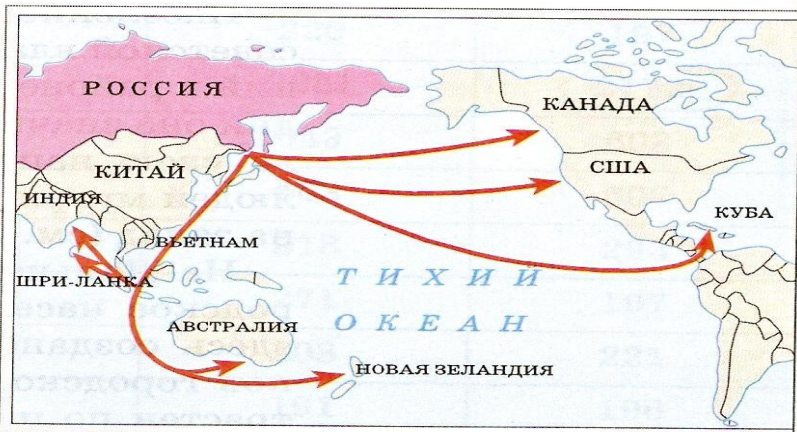 РОССИЯ
КАНАДА
КИТАЙ
США
ИНДИЯ
КУБА
ВЬЕТНАМ
ШРИ-ЛАНКА
ТИХИЙ
ОКЕАН
АВСТРАЛИЯ
НОВАЯ ЗЕЛАНДИЯ